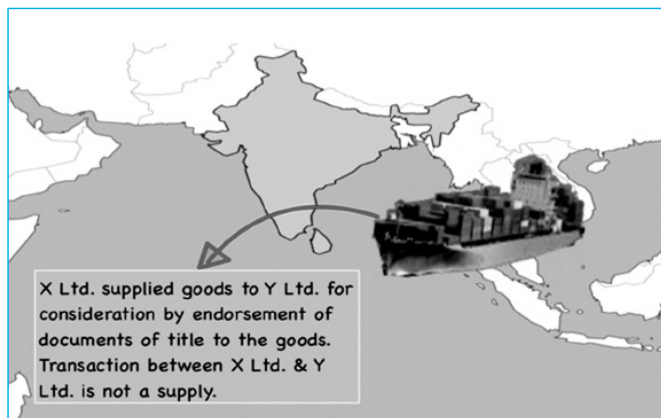 X Ltd. supplied goods to Y Ltd. for
consideration by endorsement of
documents of title to the goods.
Transaction between X Ltd. & Y
Ltd. is not a supply.